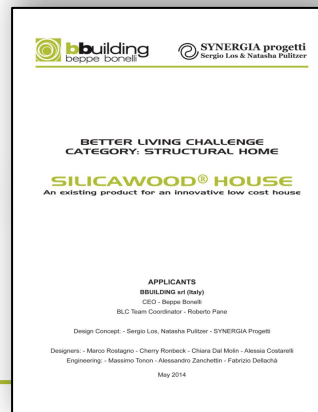 bbuilding
beppe bonelli
SYNERGIA progetti
Sergio Los & Natasha Pulitzer
BETTER LIVING CHALLENGE
CATEGORY: STRUCTURAL HOME
SILICAWOOD® HOUSE
An existing product for an innovative low cost house
APPLICANTS
BBUILDING srl (Italy)
CEO - Beppe Bonelli
BLC Team Coordinator - Roberto Pane
Design Concept: - Sergio Los, Natasha Pulitzer - SYNERGIA Progetti
Designers: - Marco Rostagno - Cherry Ronbeck - Chiara Dal Molin - Alessia Costarelli
Engineering: - Massimo Tonon - Alessandro Zanchettin - Fabrizio Dellachà
May 2014